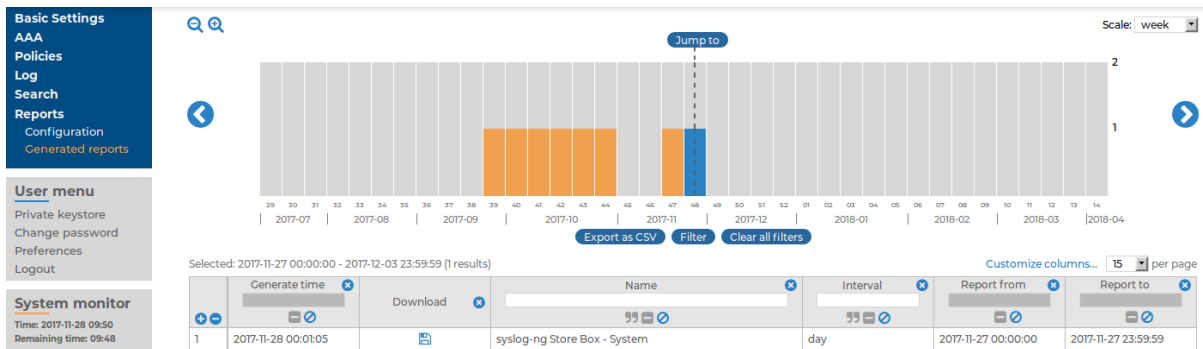 Basic Settings
AAA
Policies
Log
Search
Reports
Configuration
Generated reports
User menu
Private keystore
Change password
Preferences
Logout
System monitor
Time: 2017-11-28 09:50
Remaining time: 09:48
Scale: week
Jump to
2
1
29 30 31 32 33 34 35 36 37 38 39 40 41 42 43 44 45 46 47 48 49 50 51 52 01 02 03 04 05 06 07 08 09 10 11 12 13 14
2017-07 2017-08 2017-09 2017-10 2017-11 2017-12 2018-01 2018-02 2018-03 2018-04
Export as CSV Filter Clear all filters
Selected: 2017-11-27 00:00:00 - 2017-12-03 23:59:59 (1 results) Customize columns... 15 per page
Generate time Download Name Interval Report from Report to
1 2017-11-28 00:01:05 syslog-ng Store Box - System day 2017-11-27 00:00:00 2017-11-27 23:59:59